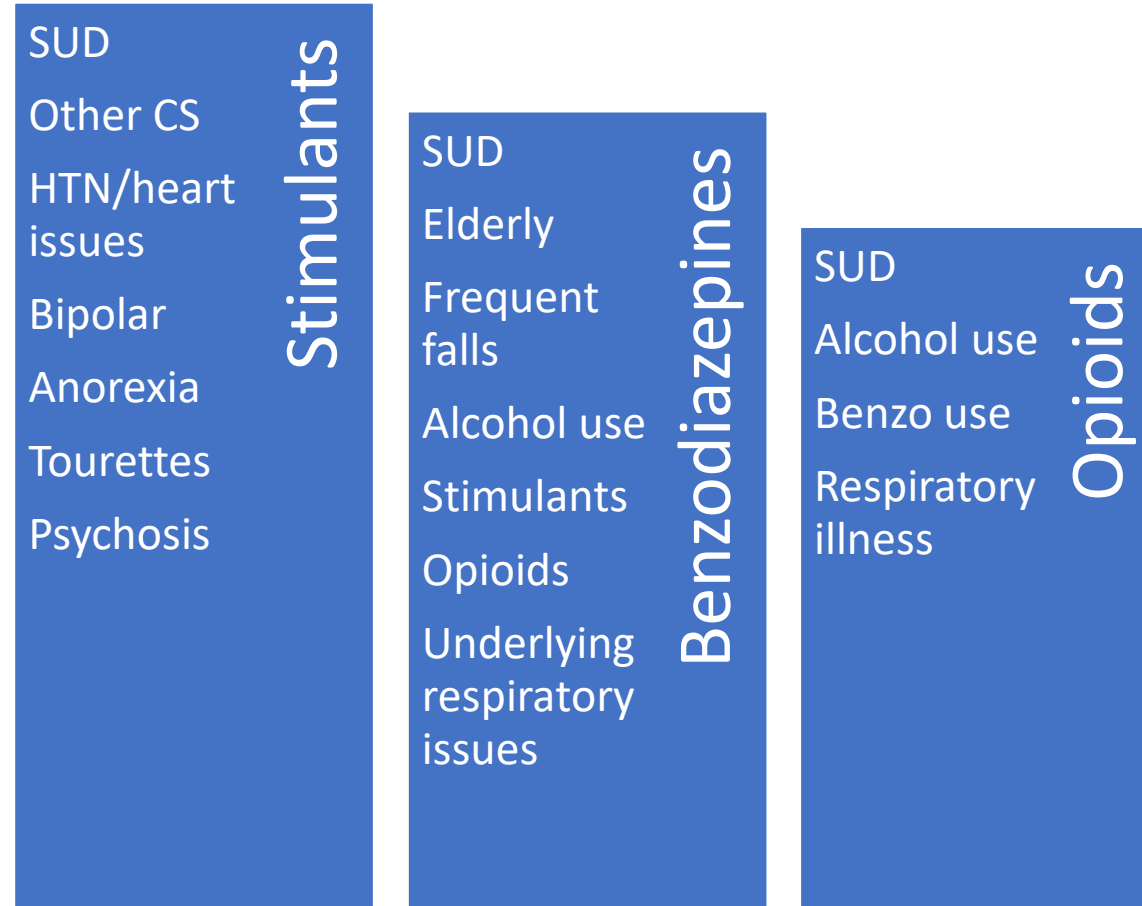 Stimulants
SUD
Other CS
HTN/heart
issues
Bipolar
Anorexia
Tourettes
Psychosis
Benzodiazepines
SUD
Elderly
Frequent
falls
Alcohol use
Stimulants
Opioids
Underlying
respiratory
issues
Opioids
SUD
Alcohol use
Benzo use
Respiratory
illness